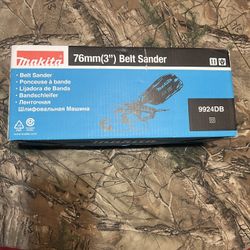 Makita
76mm(3") Belt Sander
• Belt Sander
• Ponceuse à bande
• Lijadora de Banda
• Bandschleifer
• Ленточная
Шлифовальная Машина
9924DB